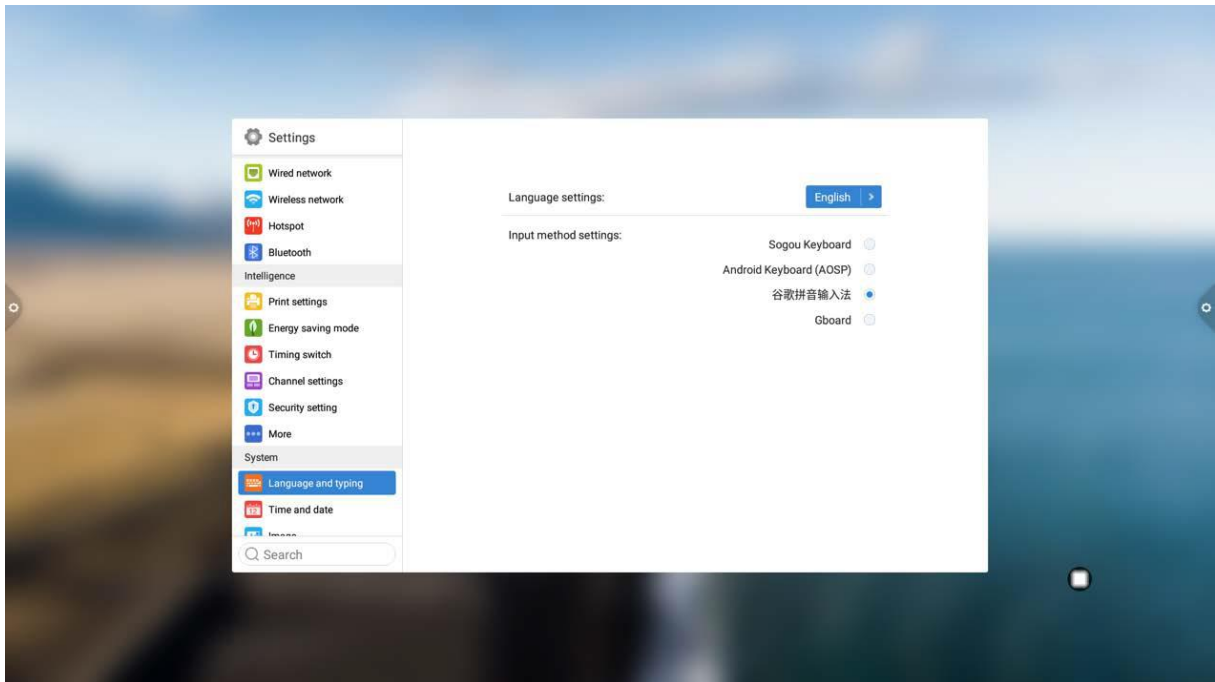 Settings
Wired network
Wireless network
Hotspot
Bluetooth
Intelligence
Print settings
Energy saving mode
Timing switch
Channel settings
Security setting
More
System
Language and typing
12
Time and date
Image
Search
Language settings:
English
Input method settings:
Sogou Keyboard
Android Keyboard (AOSP)
谷歌拼音输入法
Gboard